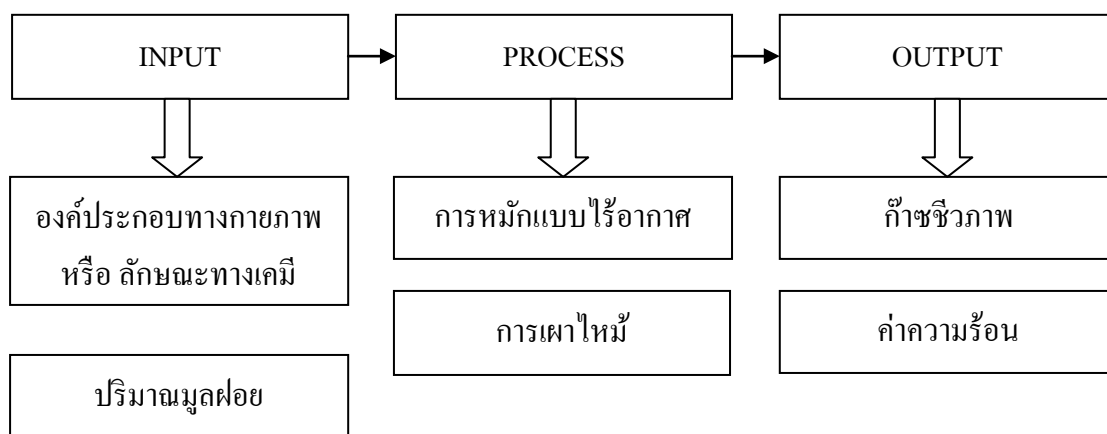 INPUT
PROCESS
OUTPUT
องค์ประกอบทางกายภาพ
หรือ ลักษณะทางเคมี
การหมักแบบไร้อากาศ
ก๊าซชีวภาพ
การเผาไหม้
ค่าความร้อน
ปริมาณมูลฝอย